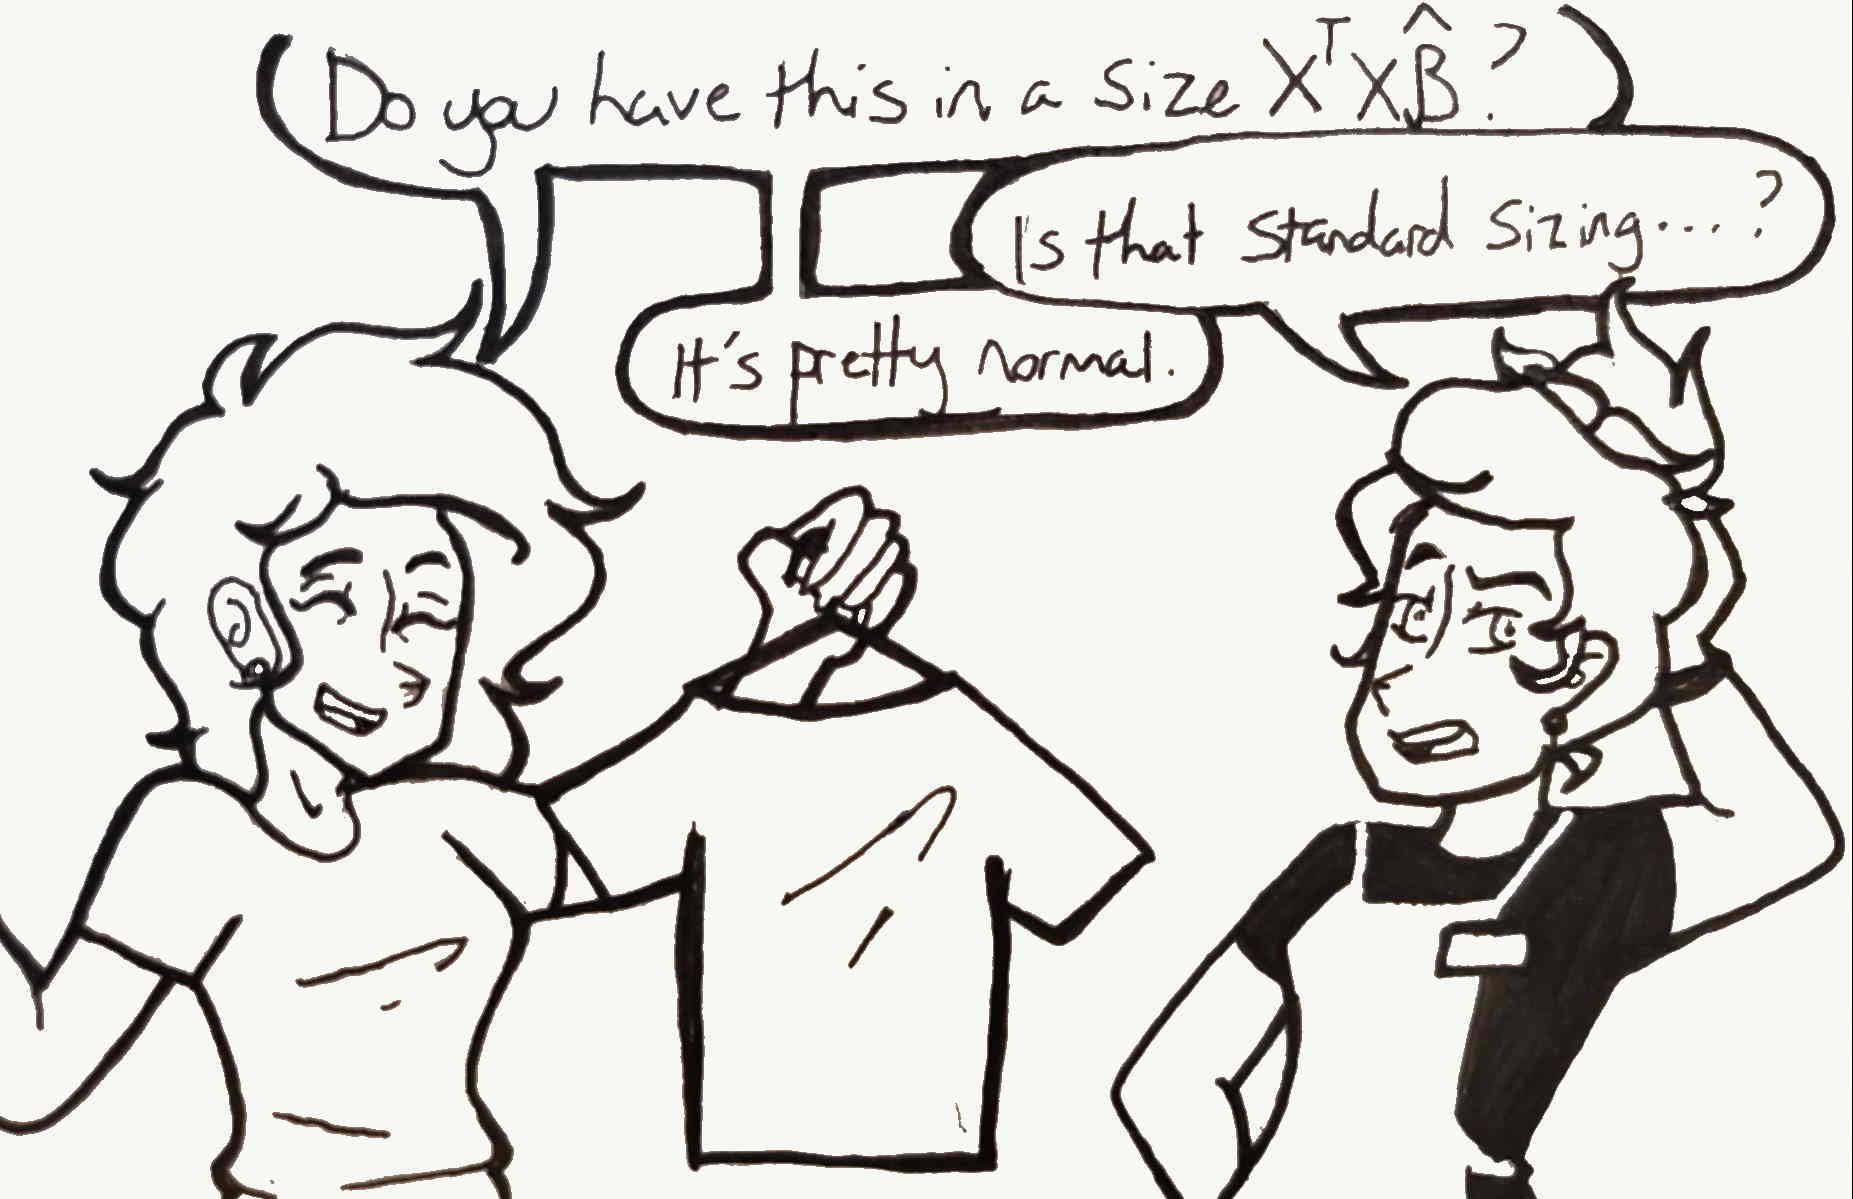 Do you have this in a size XᵀXB̂?
Is that standard sizing....?
It's pretty normal.